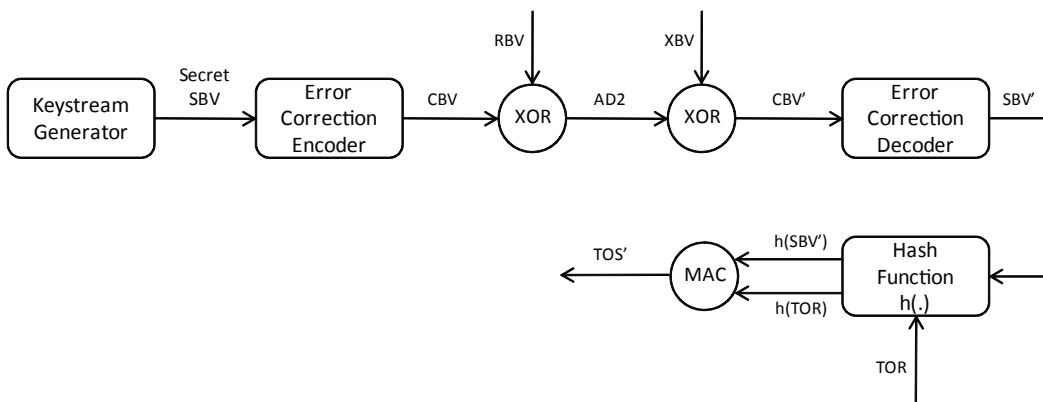 RBV
XBV
Secret
SBV
Keystream
Generator
Error
Correction
Encoder
CBV
XOR
AD2
XOR
CBV’
Error
Correction
Decoder
SBV’
TOS’
MAC
h(SBV’)
h(TOR)
Hash
Function
h(.)
TOR